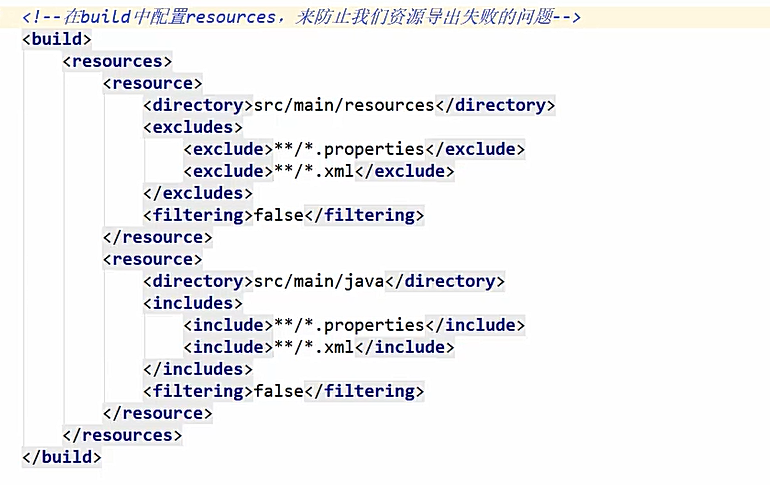 <!--在build中配置resources，来防止我们资源导出失败的问题-->
<build>
    <resources>
        <resource>
            <directory>src/main/resources</directory>
            <excludes>
                <exclude>**/*.properties</exclude>
                <exclude>**/*.xml</exclude>
            </excludes>
            <filtering>false</filtering>
        </resource>
        <resource>
            <directory>src/main/java</directory>
            <includes>
                <include>**/*.properties</include>
                <include>**/*.xml</include>
            </includes>
            <filtering>false</filtering>
        </resource>
    </resources>
</build>